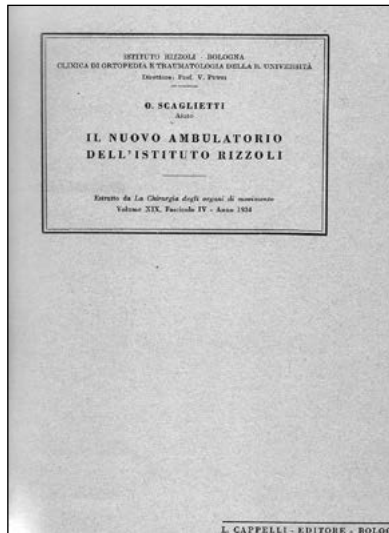 ISTITUTO RIZZOLI - BOLOGNA
CLINICA DI ORTOPEDIA E TRAUMATOLOGIA DELLA R. UNIVERSITÀ
Direttore: Prof. V. Putti
O. SCAGLIETTI
Aiuto
IL NUOVO AMBULATORIO
DELL'ISTITUTO RIZZOLI
Estratto da La Chirurgia degli organi di movimento
Volume XIX, Fascicolo IV - Anno 1934
L. CAPPELLI - EDITORE - BOLOG